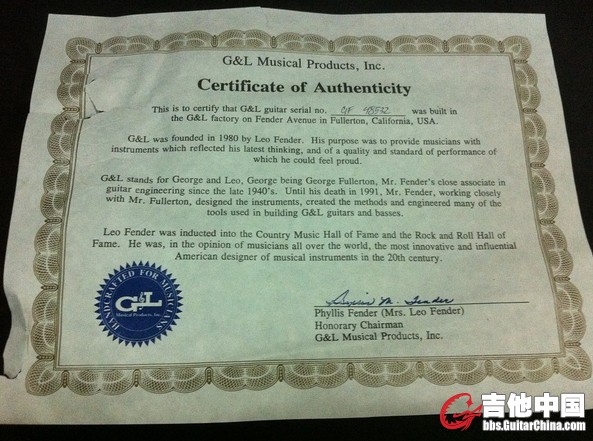 G&L Musical Products, Inc.
Certificate of Authenticity
This is to certify that G&L guitar serial no. was built in
the G&L factory on Fender Avenue in Fullerton, California, USA.
G&L was founded in 1980 by Leo Fender. His purpose was to provide musicians with
instruments which reflected his latest thinking, and of a quality and standard of performance of
which he could feel proud.
G&L stands for George and Leo, George being George Fullerton, Mr. Fender's close associate in
guitar engineering since the late 1940's. Until his death in 1991, Mr. Fender, working closely
with Mr. Fullerton, designed the instruments, created the methods and engineered many of the
tools used in building G&L guitars and basses.
Leo Fender was inducted into the Country Music Hall of Fame and the Rock and Roll Hall of
Fame. He was, in the opinion of musicians all over the world, the most innovative and influential
American designer of musical instruments in the 20th century.
HANDCRAFTED FOR MUSICIANS
G&L
Musical Products, Inc.
Phyllis Fender (Mrs. Leo Fender)
Honorary Chairman
G&L Musical Products, Inc.
吉他中国
bbs.GuitarChina.com